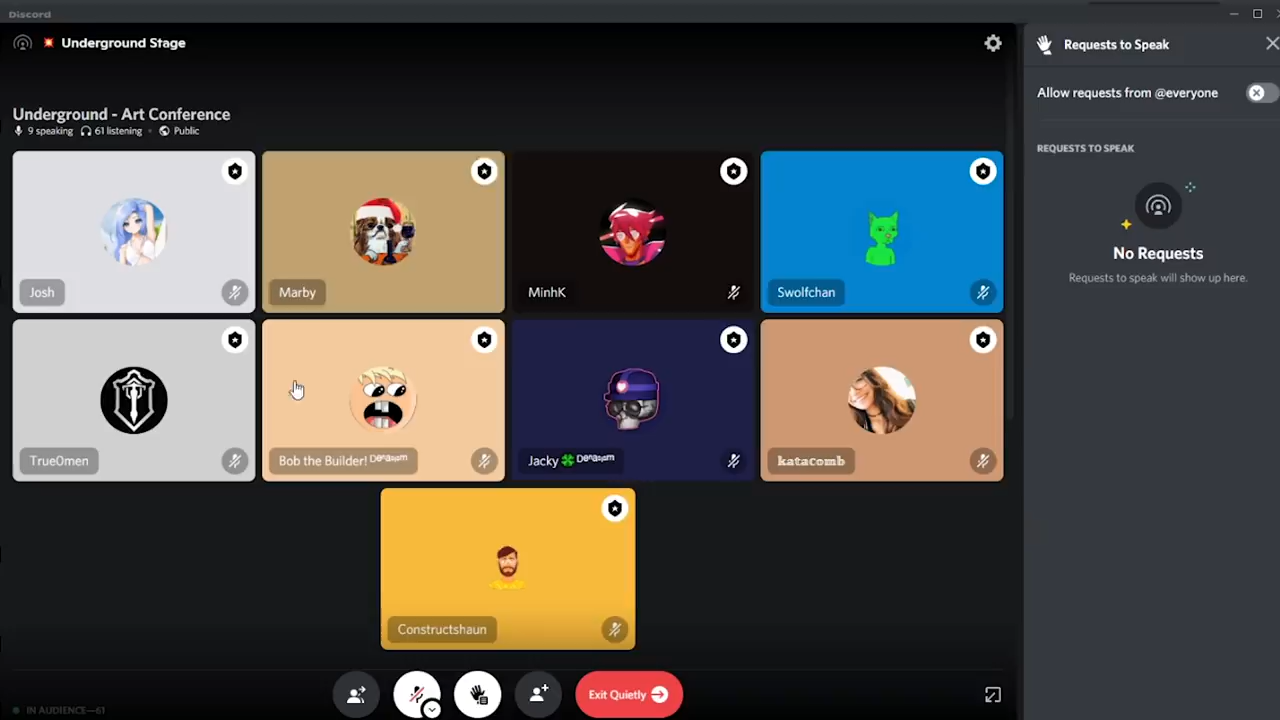 Discord
Underground Stage
Requests to Speak
Allow requests from @everyone
Underground - Art Conference
9 speaking 61 listening • Public
REQUESTS TO SPEAK
No Requests
Requests to speak will show up here.
Josh
Marby
MinhK
Swolfchan
TrueOmen
Bob the Builder!
Jacky
katacomb
Constructshaun
Exit Quietly
IN AUDIENCE—61